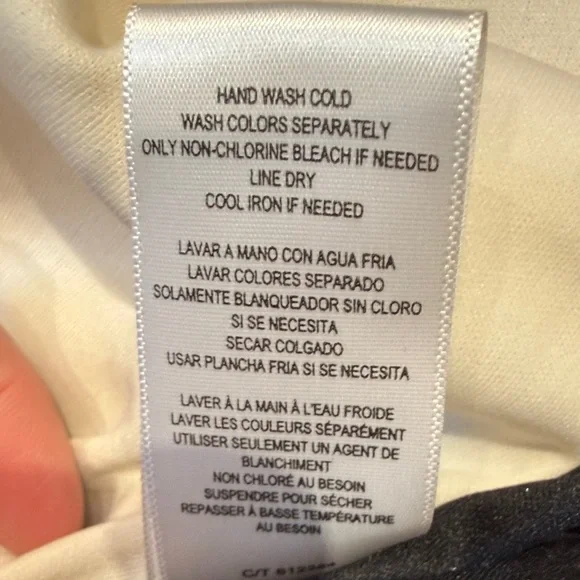 HAND WASH COLD
WASH COLORS SEPARATELY
ONLY NON-CHLORINE BLEACH IF NEEDED
LINE DRY
COOL IRON IF NEEDED
LAVAR A MANO CON AGUA FRIA
LAVAR COLORES SEPARADO
SOLAMENTE BLANQUEADOR SIN CLORO
SI SE NECESITA
SECAR COLGADO
USAR PLANCHA FRIA SI SE NECESITA
LAVER À LA MAIN À L'EAU FROIDE
LAVER LES COULEURS SÉPARÉMENT
UTILISER SEULEMENT UN AGENT DE
BLANCHIMENT
NON CHLORÉ AU BESOIN
SUSPENDRE POUR SÉCHER
REPASSER À BASSE TEMPÉRATURE
AU BESOIN
C/T